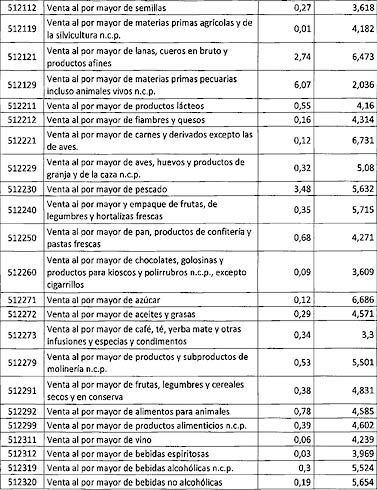 512112 Venta al por mayor de semillas 0,27 3,618
512119 Venta al por mayor de materias primas agrícolas y de
la silvicultura n.c.p. 0,01 4,182
512121 Venta al por mayor de lanas, cueros en bruto y
productos afines 2,74 6,473
512129 Venta al por mayor de materias primas pecuarias
incluso animales vivos n.c.p. 6,07 2,036
512211 Venta al por mayor de productos lácteos 0,55 4,16
512212 Venta al por mayor de fiambres y quesos 0,16 4,314
512221 Venta al por mayor de carnes y derivados excepto las
de aves. 0,12 6,731
512229 Venta al por mayor de aves, huevos y productos de
granja y de la caza n.c.p. 0,32 5,08
512230 Venta al por mayor de pescado 3,48 5,632
512240 Venta al por mayor y empaque de frutas, de
legumbres y hortalizas frescas 0,35 5,715
512250 Venta al por mayor de pan, productos de confitería y
pastas frescas 0,68 4,271
512260 Venta al por mayor de chocolates, golosinas y
productos para kioscos y polirrubros n.c.p., excepto
cigarrillos 0,09 3,609
512271 Venta al por mayor de azúcar 0,12 6,686
512272 Venta al por mayor de aceites y grasas 0,29 4,571
512273 Venta al por mayor de café, té, yerba mate y otras
infusiones y especias y condimentos 0,34 3,3
512279 Venta al por mayor de productos y subproductos de
molinería n.c.p. 0,53 5,501
512291 Venta al por mayor de frutas, legumbres y cereales
secos y en conserva 0,38 4,831
512292 Venta al por mayor de alimentos para animales 0,78 4,585
512299 Venta al por mayor de productos alimenticios n.c.p. 0,39 4,602
512311 Venta al por mayor de vino 0,06 4,239
512312 Venta al por mayor de bebidas espiritosas 0,03 3,969
512319 Venta al por mayor de bebidas alcohólicas n.c.p. 0,3 5,524
512320 Venta al por mayor de bebidas no alcohólicas 0,19 5,654